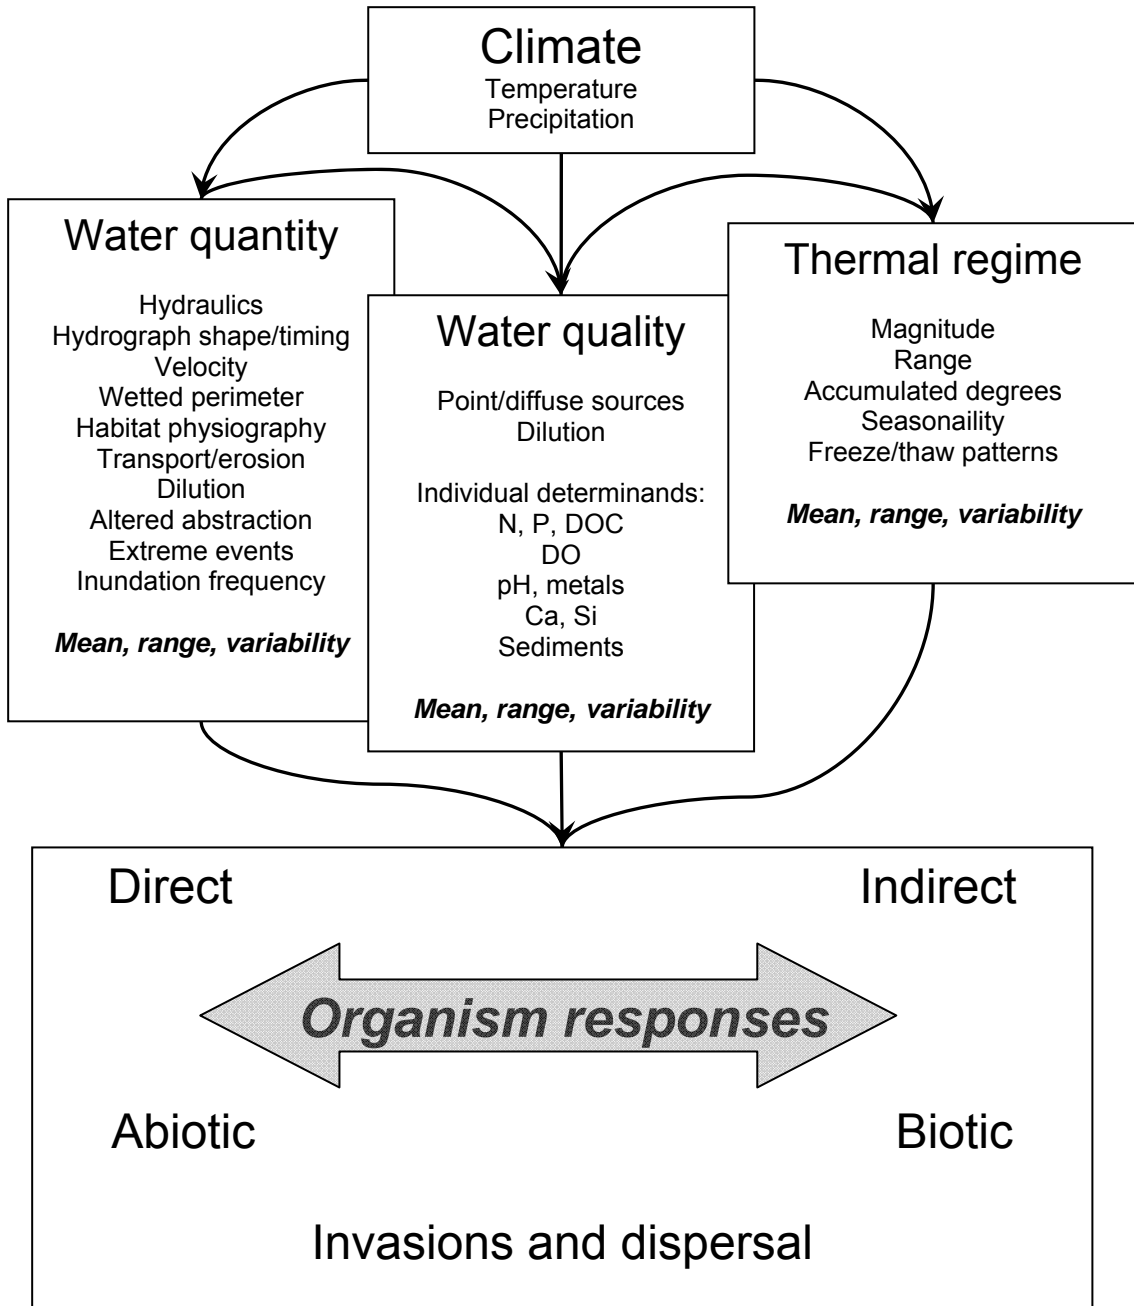 Climate
Temperature
Precipitation
Water quantity
Hydraulics
Hydrograph shape/timing
Velocity
Wetted perimeter
Habitat physiography
Transport/erosion
Dilution
Altered abstraction
Extreme events
Inundation frequency
Mean, range, variability
Water quality
Point/diffuse sources
Dilution
Individual determinands:
N, P, DOC
DO
pH, metals
Ca, Si
Sediments
Mean, range, variability
Thermal regime
Magnitude
Range
Accumulated degrees
Seasonaility
Freeze/thaw patterns
Mean, range, variability
Direct
Indirect
Organism responses
Abiotic
Biotic
Invasions and dispersal